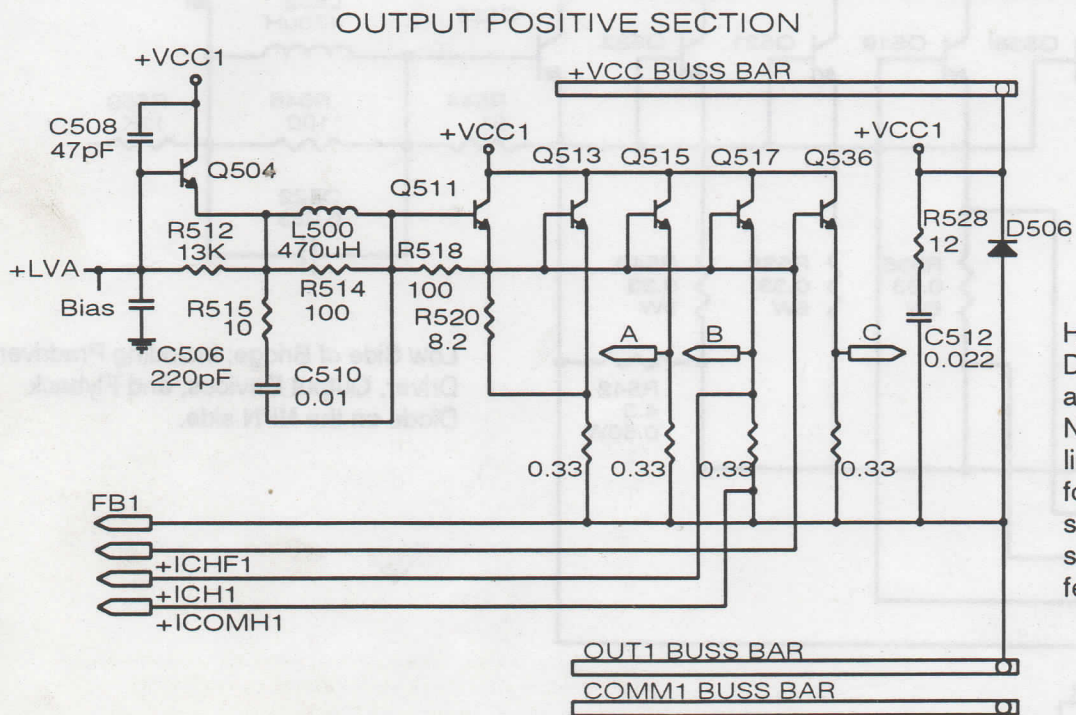 OUTPUT POSITIVE SECTION
+VCC1
+VCC BUSS BAR
C508
47pF
Q504
Q511
+VCC1
Q513
Q515
Q517
Q536
+VCC1
R512
13K
L500
470uH
R518
100
R528
12
D506
+LVA
Bias
R515
10
R514
100
R520
8.2
A
B
C
C512
0.022
C506
220PF
C510
0.01
0.33
0.33
0.33
0.33
FB1
+ICHF1
+ICH1
+ICOMH1
OUT1 BUSS BAR
COMM1 BUSS BAR